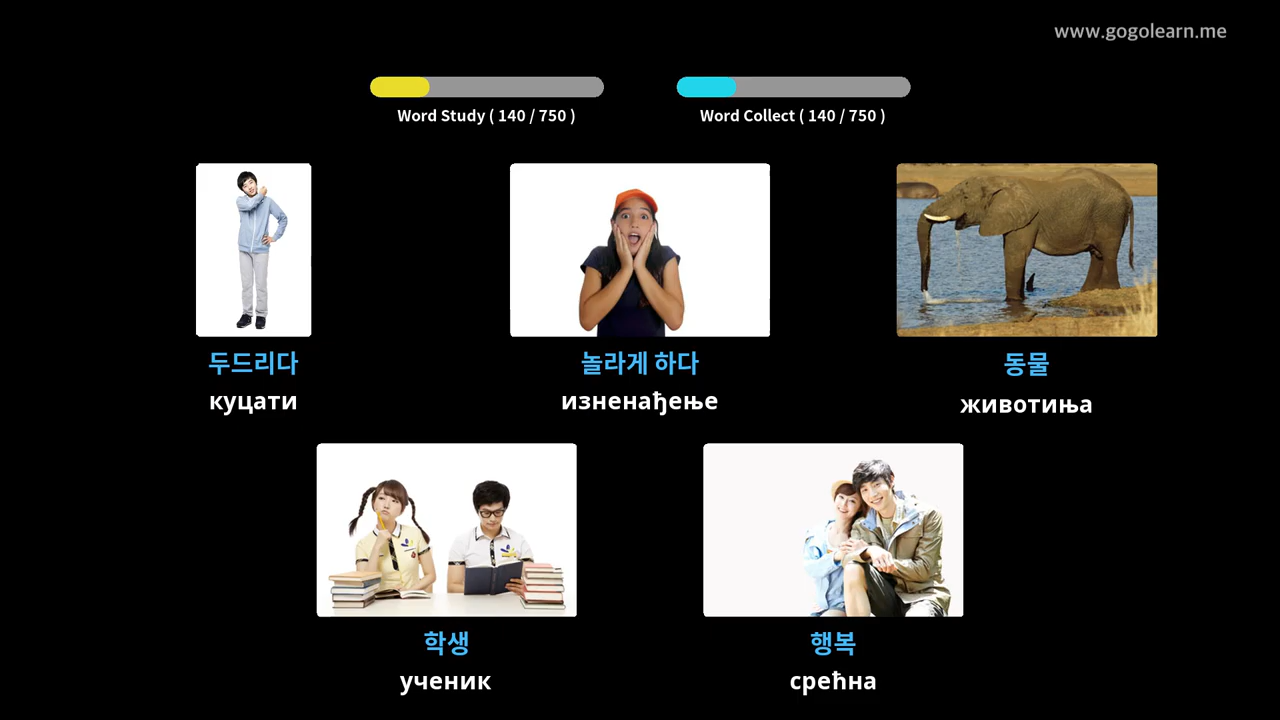 www.gogolearn.me
Word Study ( 140 / 750 )
Word Collect ( 140 / 750 )
두드리다
куцати
놀라게 하다
изненађење
동물
животиња
학생
ученик
행복
срећна